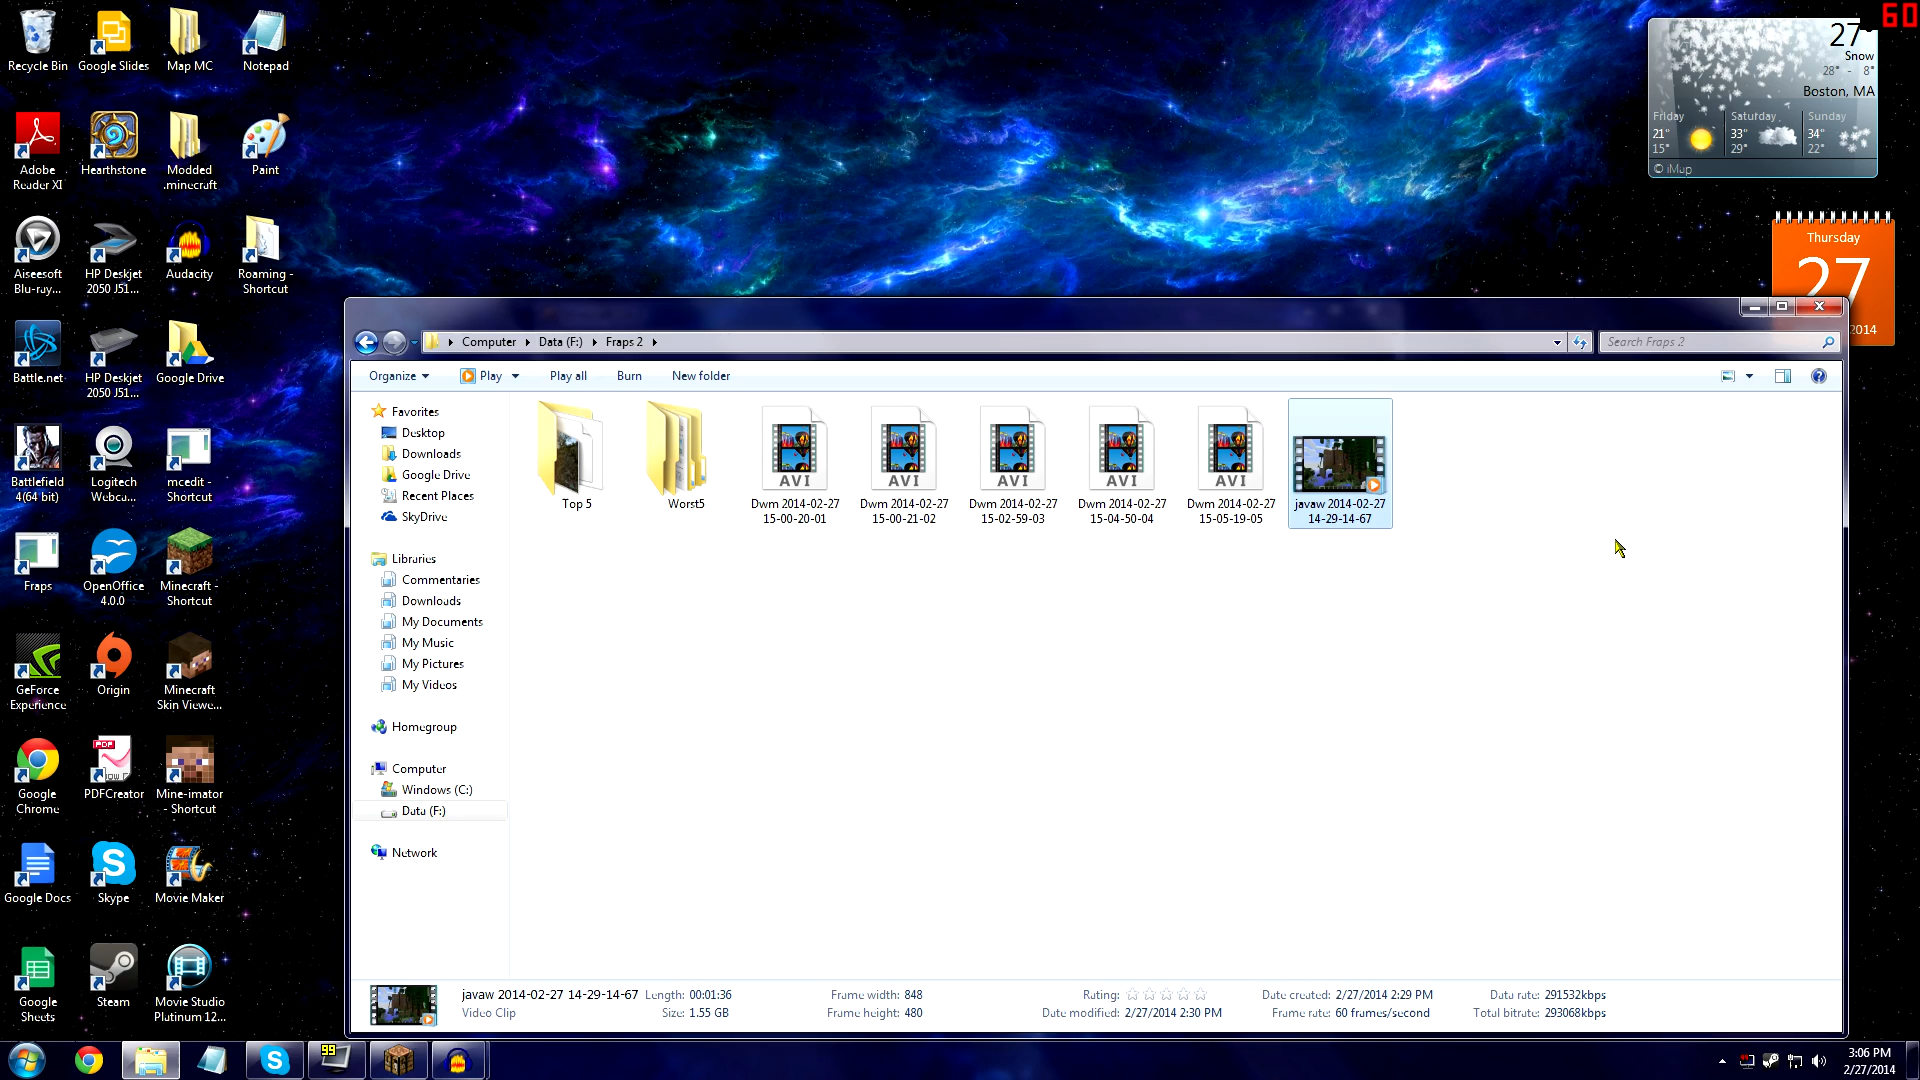 Recycle Bin
Google Slides
Map MC
Notepad
Adobe
Reader XI
Hearthstone
Modded
.minecraft
Paint
Aiseesoft
Blu-ray...
HP Deskjet
2050 J51...
Audacity
Roaming -
Shortcut
Battle.net
HP Deskjet
2050 J51...
Google Drive
Battlefield
4(64 bit)
Logitech
Webca...
mcedit -
Shortcut
Fraps
OpenOffice
4.0.0
Minecraft -
Shortcut
GeForce
Experience
Origin
Minecraft
Skin Viewe...
Google
Chrome
PDF
PDFCreator
Mine-imator
- Shortcut
Google Docs
Skype
Movie Maker
Google
Sheets
Steam
Movie Studio
Platinum 12...
60
27°
Snow
28° - 8°
Boston, MA
Friday
21°
15°
Saturday
33°
29°
Sunday
34°
22°
© iMap
Thursday
27
2014
Computer
Data (F:)
Fraps 2
Search Fraps 2
Organize
Play
Play all
Burn
New folder
Favorites
Desktop
Downloads
Google Drive
Recent Places
SkyDrive
Libraries
Commentaries
Downloads
My Documents
My Music
My Pictures
My Videos
Homegroup
Computer
Windows (C:)
Data (F:)
Network
Top 5
Worst5
AVI
Dwm 2014-02-27
15-00-20-01
AVI
Dwm 2014-02-27
15-00-21-02
AVI
Dwm 2014-02-27
15-02-59-03
AVI
Dwm 2014-02-27
15-04-50-04
AVI
Dwm 2014-02-27
15-05-19-05
javaw 2014-02-27
14-29-14-67
javaw 2014-02-27 14-29-14-67
Video Clip
Length: 00:01:36
Size: 1.55 GB
Frame width: 848
Frame height: 480
Rating:
Date modified: 2/27/2014 2:30 PM
Date created: 2/27/2014 2:29 PM
Frame rate: 60 frames/second
Data rate: 291532kbps
Total bitrate: 293068kbps
99
3:06 PM
2/27/2014